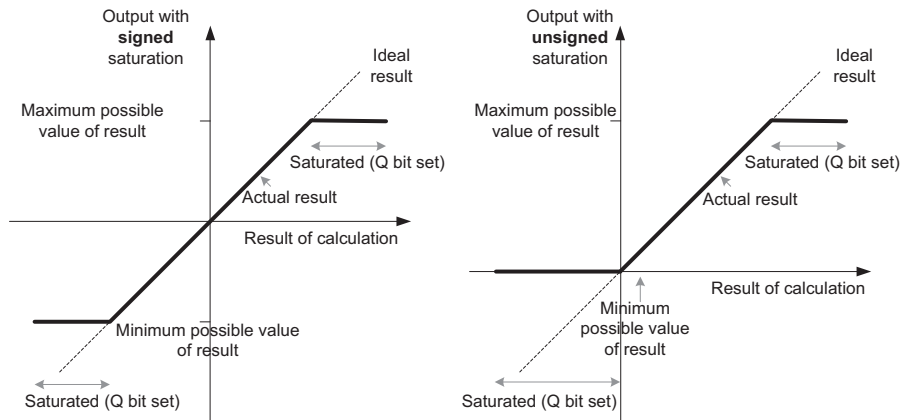 Output with
signed
saturation
Ideal
result
Maximum possible
value of result
Saturated (Q bit set)
Actual result
Result of calculation
Minimum possible value
of result
Saturated (Q bit set)
Output with
unsigned
saturation
Ideal
result
Maximum possible
value of result
Saturated (Q bit set)
Actual result
Result of calculation
Minimum
possible value
of result
Saturated (Q bit set)